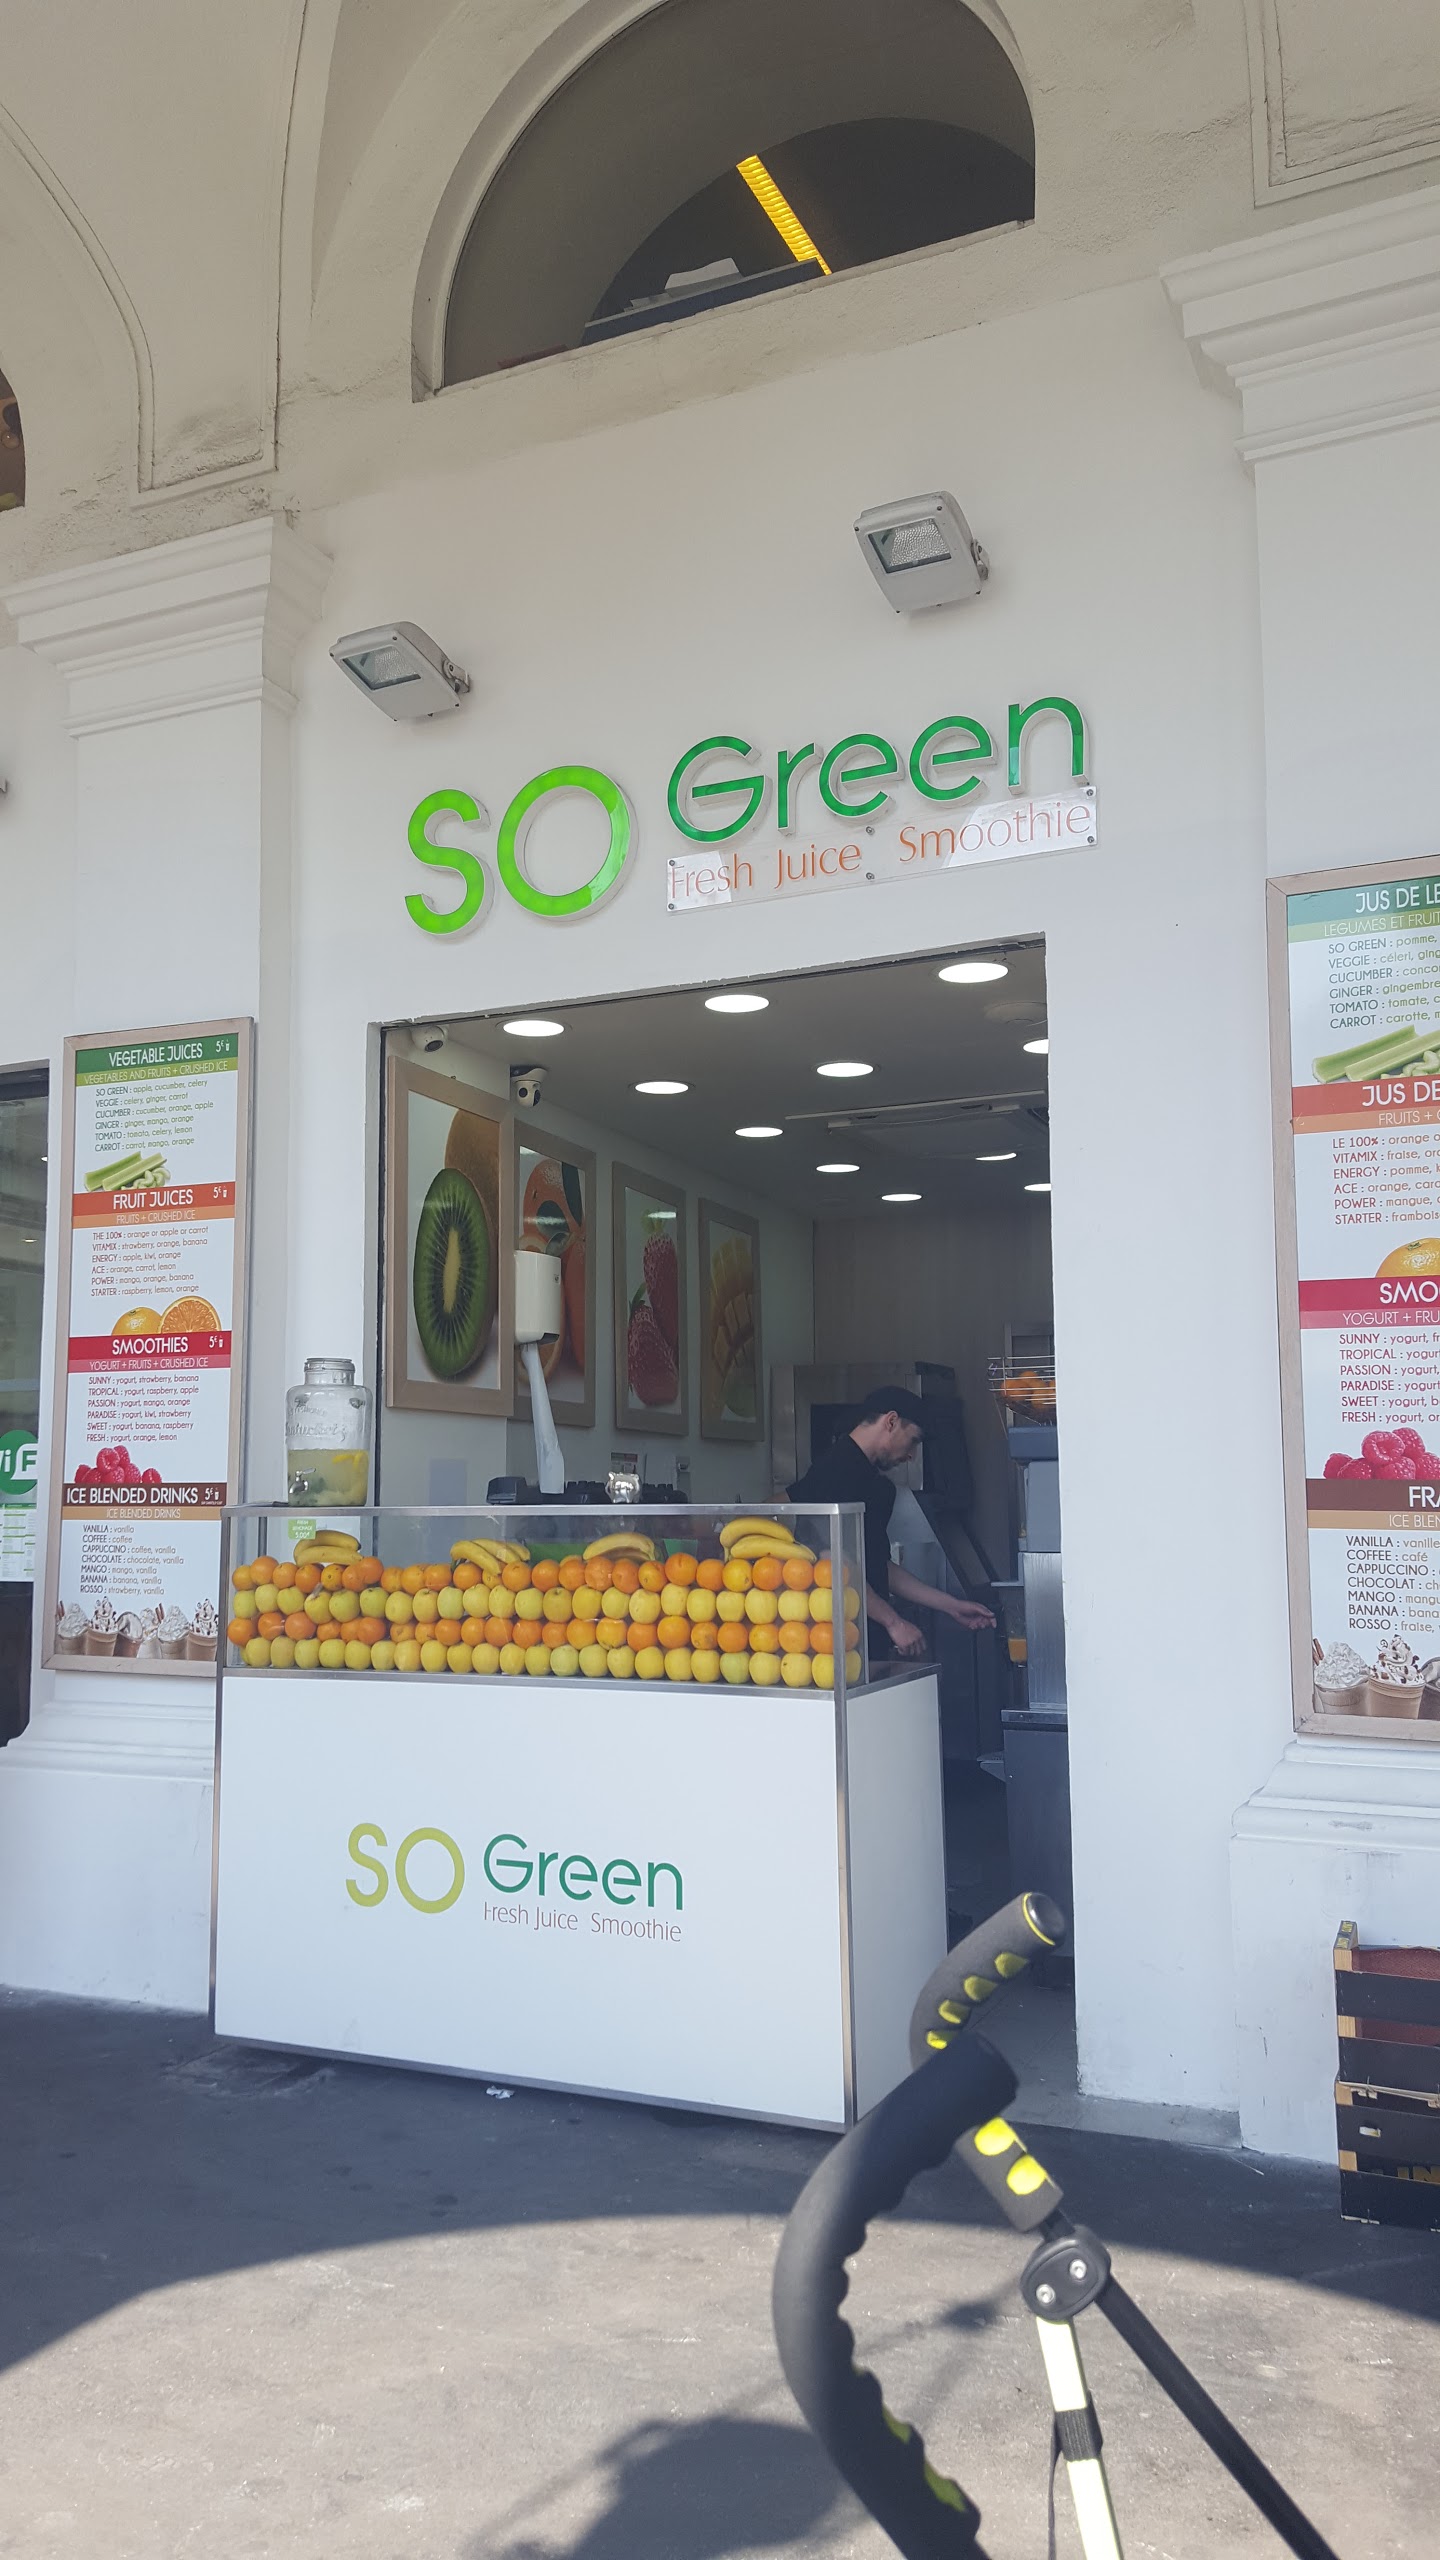 SO Green
Fresh Juice Smoothie
VEGETABLE JUICES 5€
VEGETABLES AND FRUITS + CRUSHED ICE
SO GREEN : apple, cucumber, celery
VEGGIE : celery, ginger, carrot
CUCUMBER : cucumber, orange, apple
GINGER : ginger, mango, orange
TOMATO : tomato, celery, lemon
CARROT : carrot, mango, orange
FRUIT JUICES 5€
FRUITS + CRUSHED ICE
THE 100% : orange or apple or carrot
VITAMIX : strawberry, orange, banana
ENERGY : apple, kiwi, orange
ACE : orange, carrot, lemon
POWER : mango, orange, banana
STARTER : raspberry, lemon, orange
SMOOTHIES 5€
YOGURT + FRUITS + CRUSHED ICE
SUNNY : yogurt, strawberry, banana
TROPICAL : yogurt, raspberry, apple
PASSION : yogurt, mango, orange
PARADISE : yogurt, kiwi, strawberry
SWEET : yogurt, banana, raspberry
FRESH : yogurt, orange, lemon
ICE BLENDED DRINKS 5€
ICE BLENDED DRINKS
VANILLA : vanilla
COFFEE : coffee
CAPPUCCINO : coffee, vanilla
CHOCOLATE : chocolate, vanilla
MANGO : mango, vanilla
BANANA : banana, vanilla
ROSSO : strawberry, vanilla
JUS DE LE
LEGUMES ET FRUIT
SO GREEN : pomme,
VEGGIE : céleri, ging
CUCUMBER : conco
GINGER : gingembre
TOMATO : tomate, c
CARROT : carotte, m
JUS DE
FRUITS + C
LE 100% : orange o
VITAMIX : fraise, ora
ENERGY : pomme, k
ACE : orange, caro
POWER : mangue, o
STARTER : framboise
SMO
YOGURT + FRU
SUNNY : yogurt, fr
TROPICAL : yogurt
PASSION : yogurt,
PARADISE : yogurt
SWEET : yogurt, b
FRESH : yogurt, or
FRA
ICE BLEN
VANILLA : vanille
COFFEE : café
CAPPUCCINO :
CHOCOLAT : ch
MANGO : mangu
BANANA : bana
ROSSO : fraise,
SO Green
Fresh Juice Smoothie